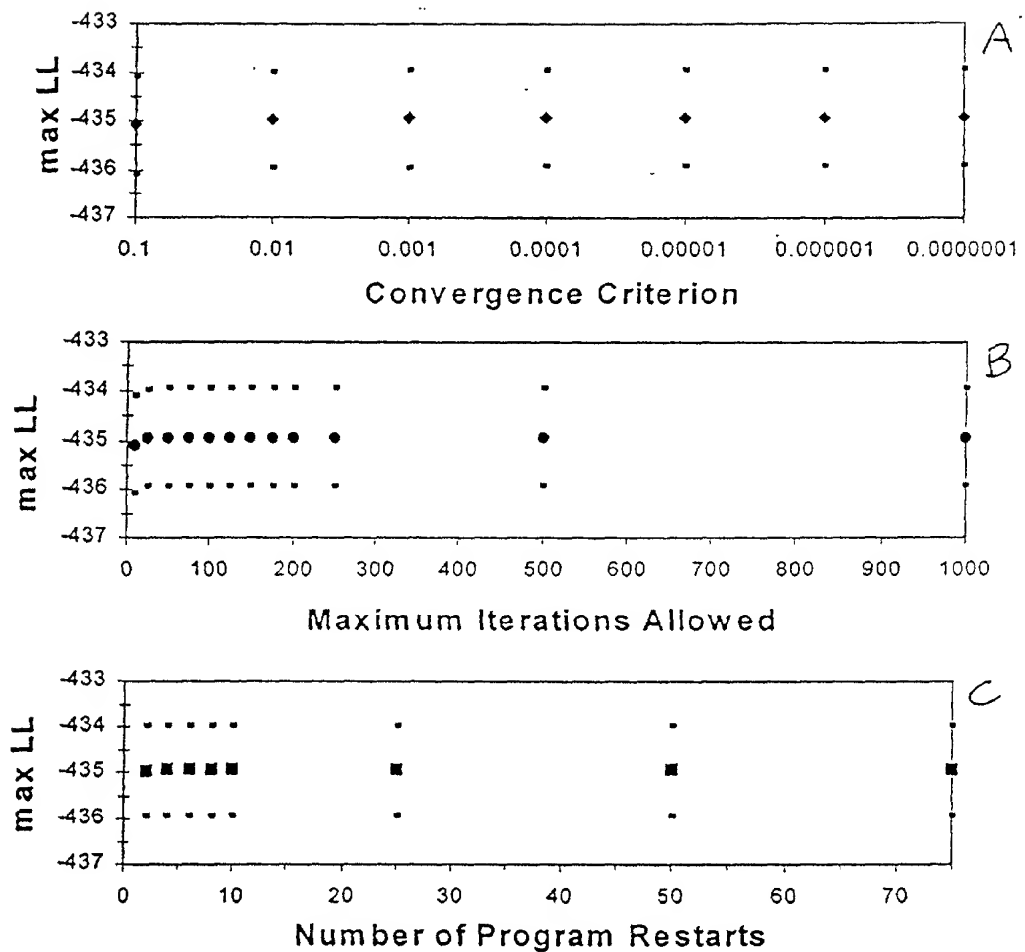 A
max LL
-433
-434
-435
-436
-437
0.1 0.01 0.001 0.0001 0.00001 0.000001 0.0000001
Convergence Criterion
B
max LL
-433
-434
-435
-436
-437
0 100 200 300 400 500 600 700 800 900 1000
Maximum Iterations Allowed
C
max LL
-433
-434
-435
-436
-437
0 10 20 30 40 50 60 70
Number of Program Restarts